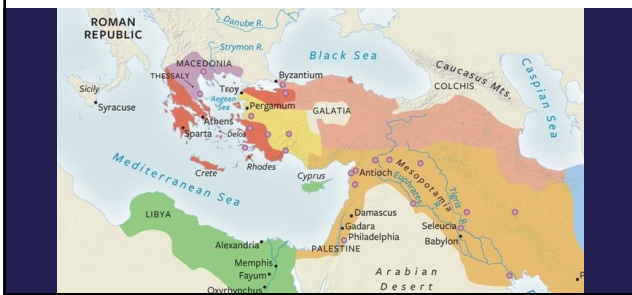 ROMAN
REPUBLIC
Danube R.
Strymon R.
Black Sea
Caucasus Mts.
Caspian Sea
MACEDONIA
THESSALY
Byzantium
COLCHIS
Sicily
Troy
Aegean
Sea
Pergamum
GALATIA
Syracuse
Athens
Sparta
Delos
Mediterranean Sea
Crete
Rhodes
Cyprus
Antioch
Mesopotamia
Euphrates R.
Tigris R.
LIBYA
Damascus
Gadara
Philadelphia
Seleucia
Babylon
Alexandria
PALESTINE
Memphis
Fayum
Arabian
Desert
Oxyrhynchus
P